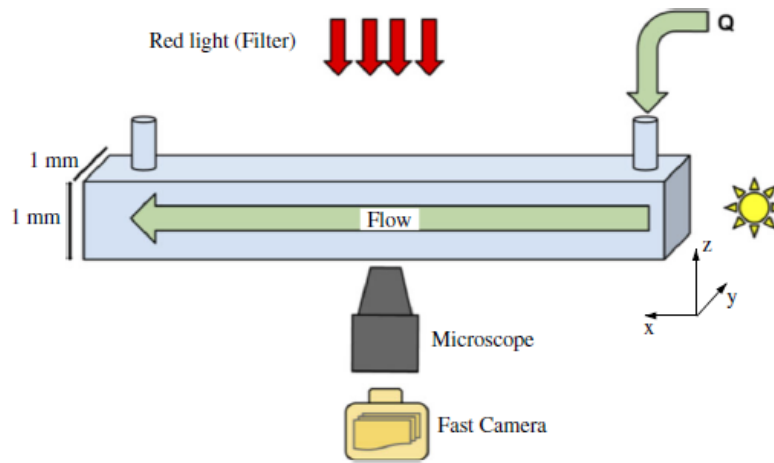 Red light (Filter)
Q
1 mm
1 mm
Flow
z
y
x
Microscope
Fast Camera